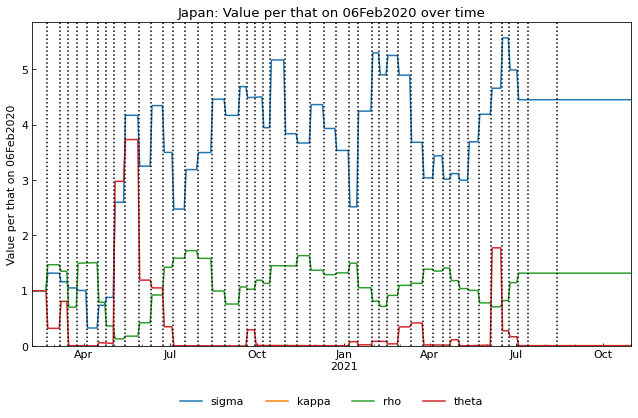 Japan: Value per that on 06Feb2020 over time
Value per that on 06Feb2020
5
4
3
2
1
0
Apr Jul Oct Jan Apr Jul Oct
2021
sigma kappa rho theta